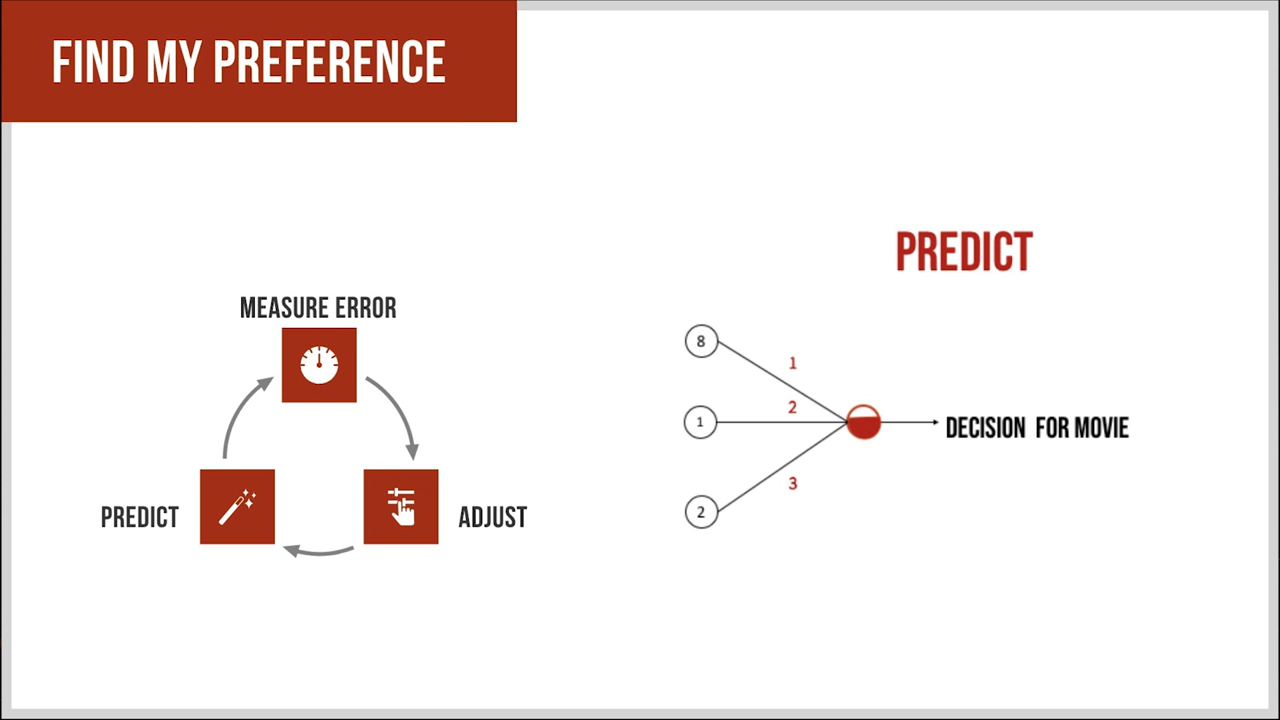 FIND MY PREFERENCE
MEASURE ERROR
PREDICT
ADJUST
PREDICT
8
1
1
2
2
3
DECISION FOR MOVIE